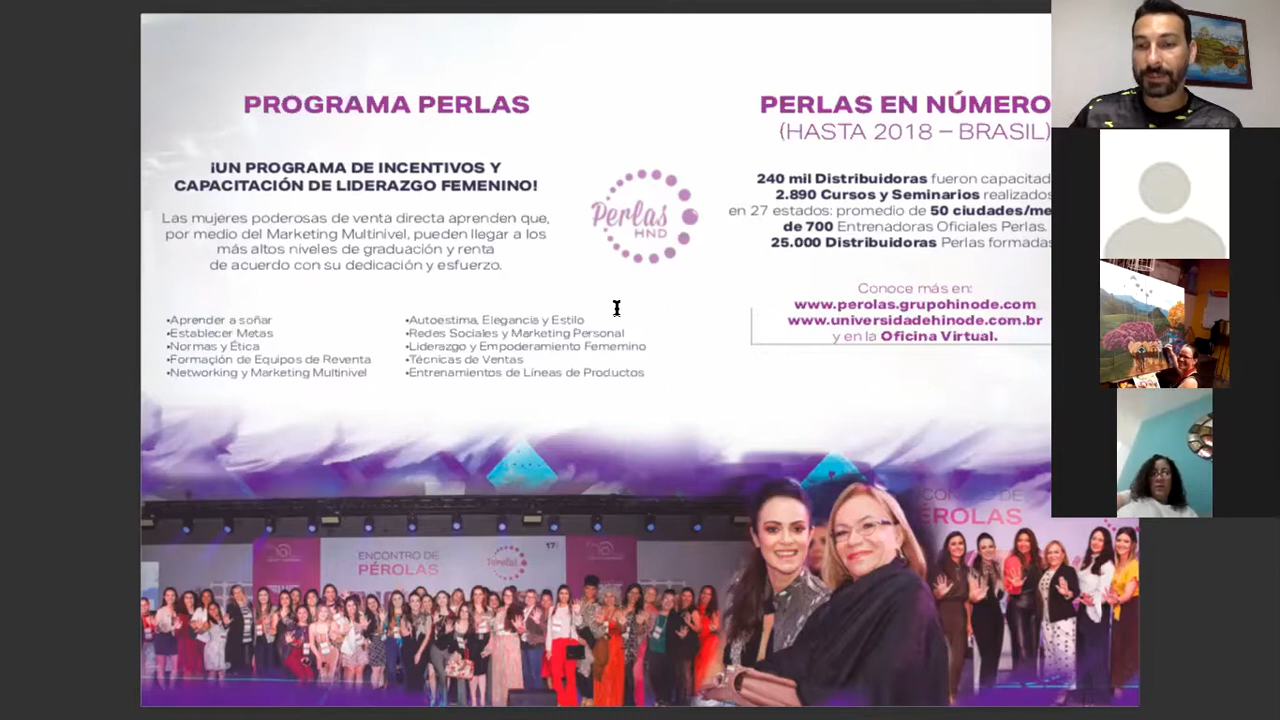 PROGRAMA PERLAS
¡UN PROGRAMA DE INCENTIVOS Y
CAPACITACIÓN DE LIDERAZGO FEMENINO!
Las mujeres poderosas de venta directa aprenden que,
por medio del Marketing Multinivel, pueden llegar a los
más altos niveles de graduación y renta
de acuerdo con su dedicación y esfuerzo.
•Aprender a soñar
•Establecer Metas
•Normas y Ética
•Formación de Equipos de Reventa
•Networking y Marketing Multinivel
•Autoestima, Elegancia y Estilo
•Redes Sociales y Marketing Personal
•Liderazgo y Empoderamiento Fememino
•Técnicas de Ventas
•Entrenamientos de Líneas de Productos
Perlas
HND
PERLAS EN NÚMERO
(HASTA 2018 – BRASIL)
240 mil Distribuidoras fueron capacitad
2.890 Cursos y Seminarios realizados
en 27 estados: promedio de 50 ciudades/me
de 700 Entrenadoras Oficiales Perlas.
25.000 Distribuidoras Perlas formadas
Conoce más en:
www.perolas.grupohinode.com
www.universidadehinode.com.br
y en la Oficina Virtual.
ENCONTRO DE
PÉROLAS
17
CONTRO DE
PÉROLAS